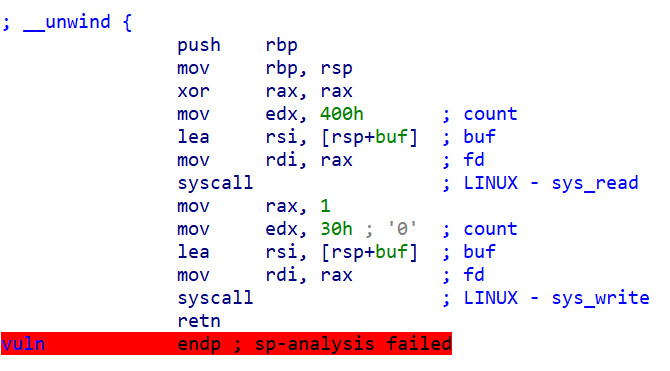 ; __unwind {
push rbp
mov rbp, rsp
xor rax, rax
mov edx, 400h ; count
lea rsi, [rsp+buf] ; buf
mov rdi, rax ; fd
syscall ; LINUX - sys_read
mov rax, 1
mov edx, 30h ; '0' ; count
lea rsi, [rsp+buf] ; buf
mov rdi, rax ; fd
syscall ; LINUX - sys_write
retn
vuln endp ; sp-analysis failed